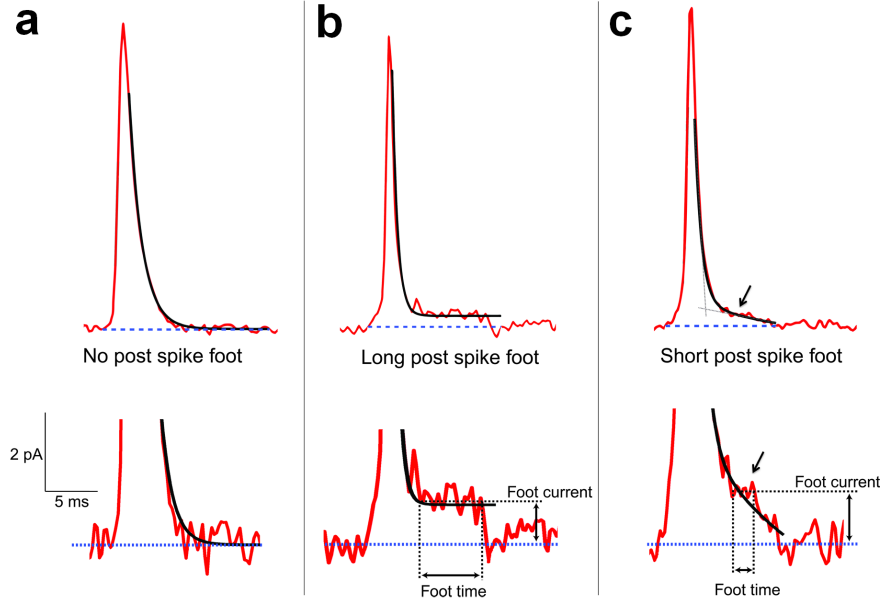 a
b
c
No post spike foot
Long post spike foot
Short post spike foot
2 pA
5 ms
Foot current
Foot time
Foot current
Foot time